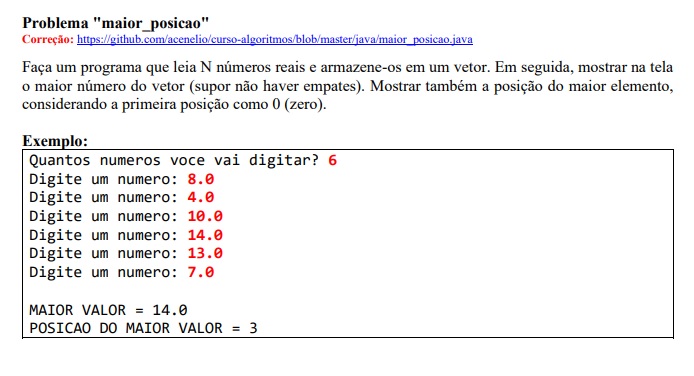 Problema "maior_posicao"
Correção: https://github.com/acenelio/curso-algoritmos/blob/master/java/maior_posicao.java
Faça um programa que leia N números reais e armazene-os em um vetor. Em seguida, mostrar na tela
o maior número do vetor (supor não haver empates). Mostrar também a posição do maior elemento,
considerando a primeira posição como 0 (zero).
Exemplo:
Quantos numeros voce vai digitar? 6
Digite um numero: 8.0
Digite um numero: 4.0
Digite um numero: 10.0
Digite um numero: 14.0
Digite um numero: 13.0
Digite um numero: 7.0
MAIOR VALOR = 14.0
POSICAO DO MAIOR VALOR = 3